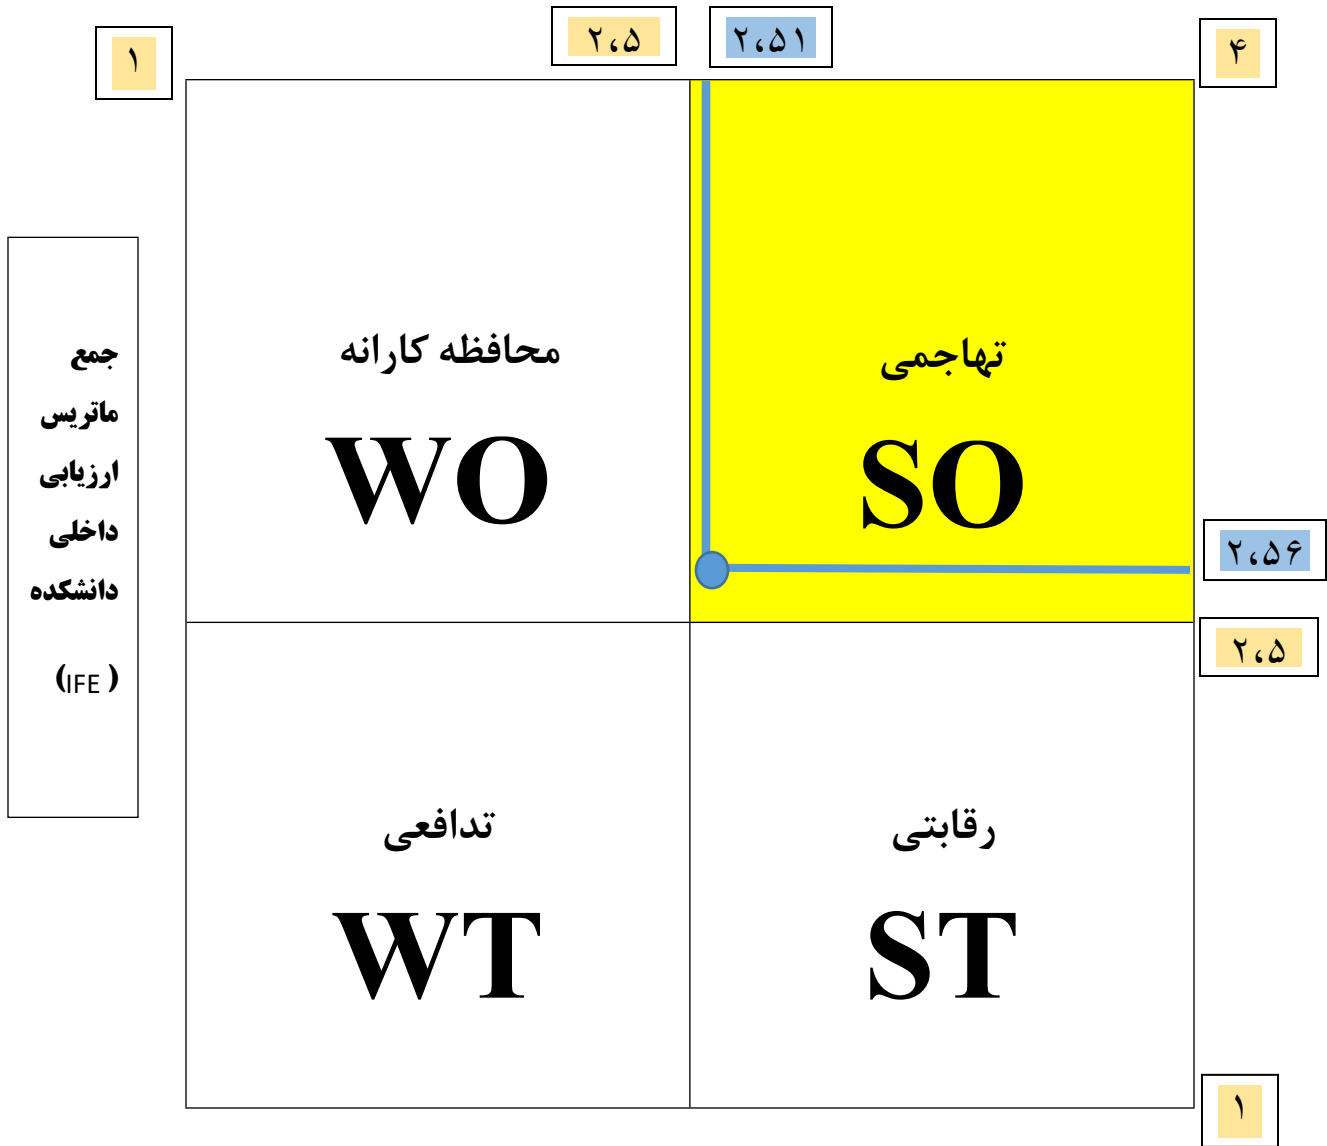 ۱
۲،۵
۲،۵۱
۴
محافظه کارانه
WO
تهاجمی
SO
جمع
ماتریس
ارزیابی
داخلی
دانشکده
(IFE )
۲،۵۶
۲،۵
تدافعی
WT
رقابتی
ST
۱